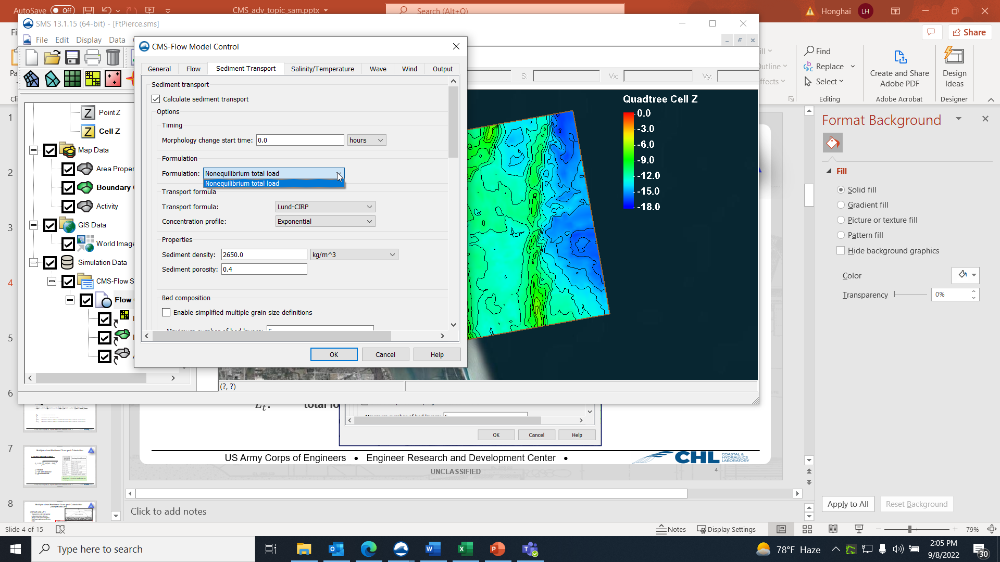 AutoSave Off
CMS_adv_topic_sam.pptx
Search (Alt+Q)
Honghai LH
SMS 13.1.15 (64-bit) - [FtPierce.sms]
File Edit Display Data
Share
CMS-Flow Model Control
General Flow Sediment Transport Salinity/Temperature Wave Wind Output
Sediment transport
Calculate sediment transport
Options
Timing
Morphology change start time: 0.0 hours
Formulation
Formulation: Nonequilibrium total load
Nonequilibrium total load
Transport formula
Transport formula: Lund-CIRP
Concentration profile: Exponential
Properties
Sediment density: 2650.0 kg/m^3
Sediment porosity: 0.4
Bed composition
Enable simplified multiple grain size definitions
Maximum number of bed layers: 5
OK Cancel Help
Point Z
Cell Z
Map Data
Area Proper
Boundary
Activity
GIS Data
World Image
Simulation Data
CMS-Flow S
Flow
S: Vx: Vy:
Quadtree Cell Z
0.0
-3.0
-6.0
-9.0
-12.0
-15.0
-18.0
(?, ?)
Find
Replace
Select
Editing
Create and Share
Adobe PDF
Adobe Acrobat
Design
Ideas
Designer
Format Background
Fill
Solid fill
Gradient fill
Picture or texture fill
Pattern fill
Hide background graphics
Color
Transparency 0%
Apply to All Reset Background
1
2
3
4
5
6
7
8
OK Cancel Help
US Army Corps of Engineers • Engineer Research and Development Center •
CHL COASTAL &
HYDRAULICS
LABORATORY
UNCLASSIFIED
4
Click to add notes
Slide 4 of 15
Notes Display Settings 79%
Type here to search
78°F Haze
2:05 PM
9/8/2022
30